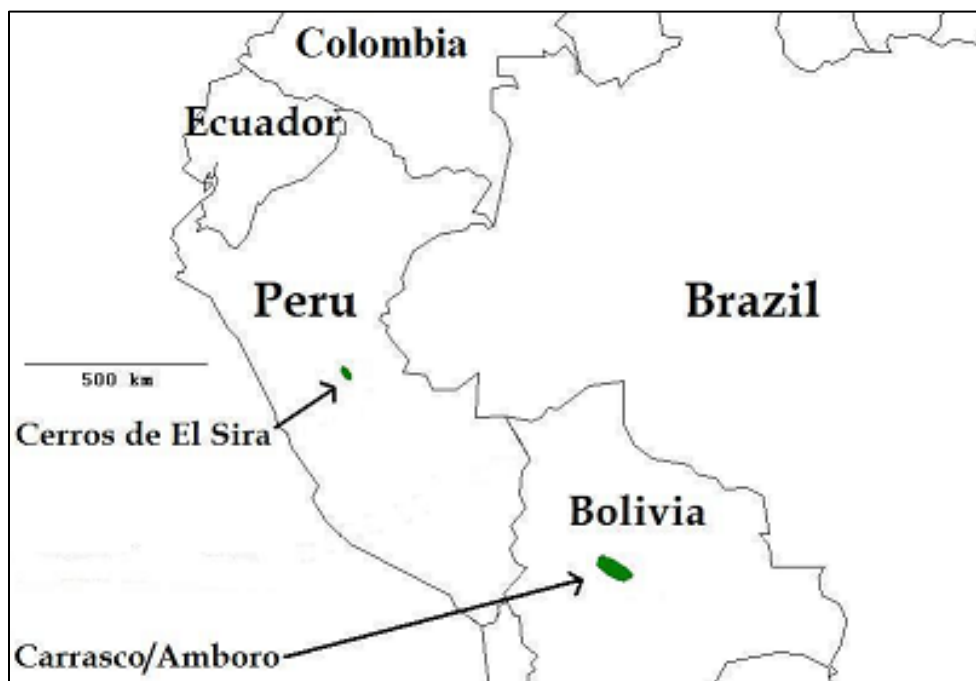 Colombia
Ecuador
Peru
Brazil
500 km
Cerros de El Sira
Bolivia
Carrasco/Amboro